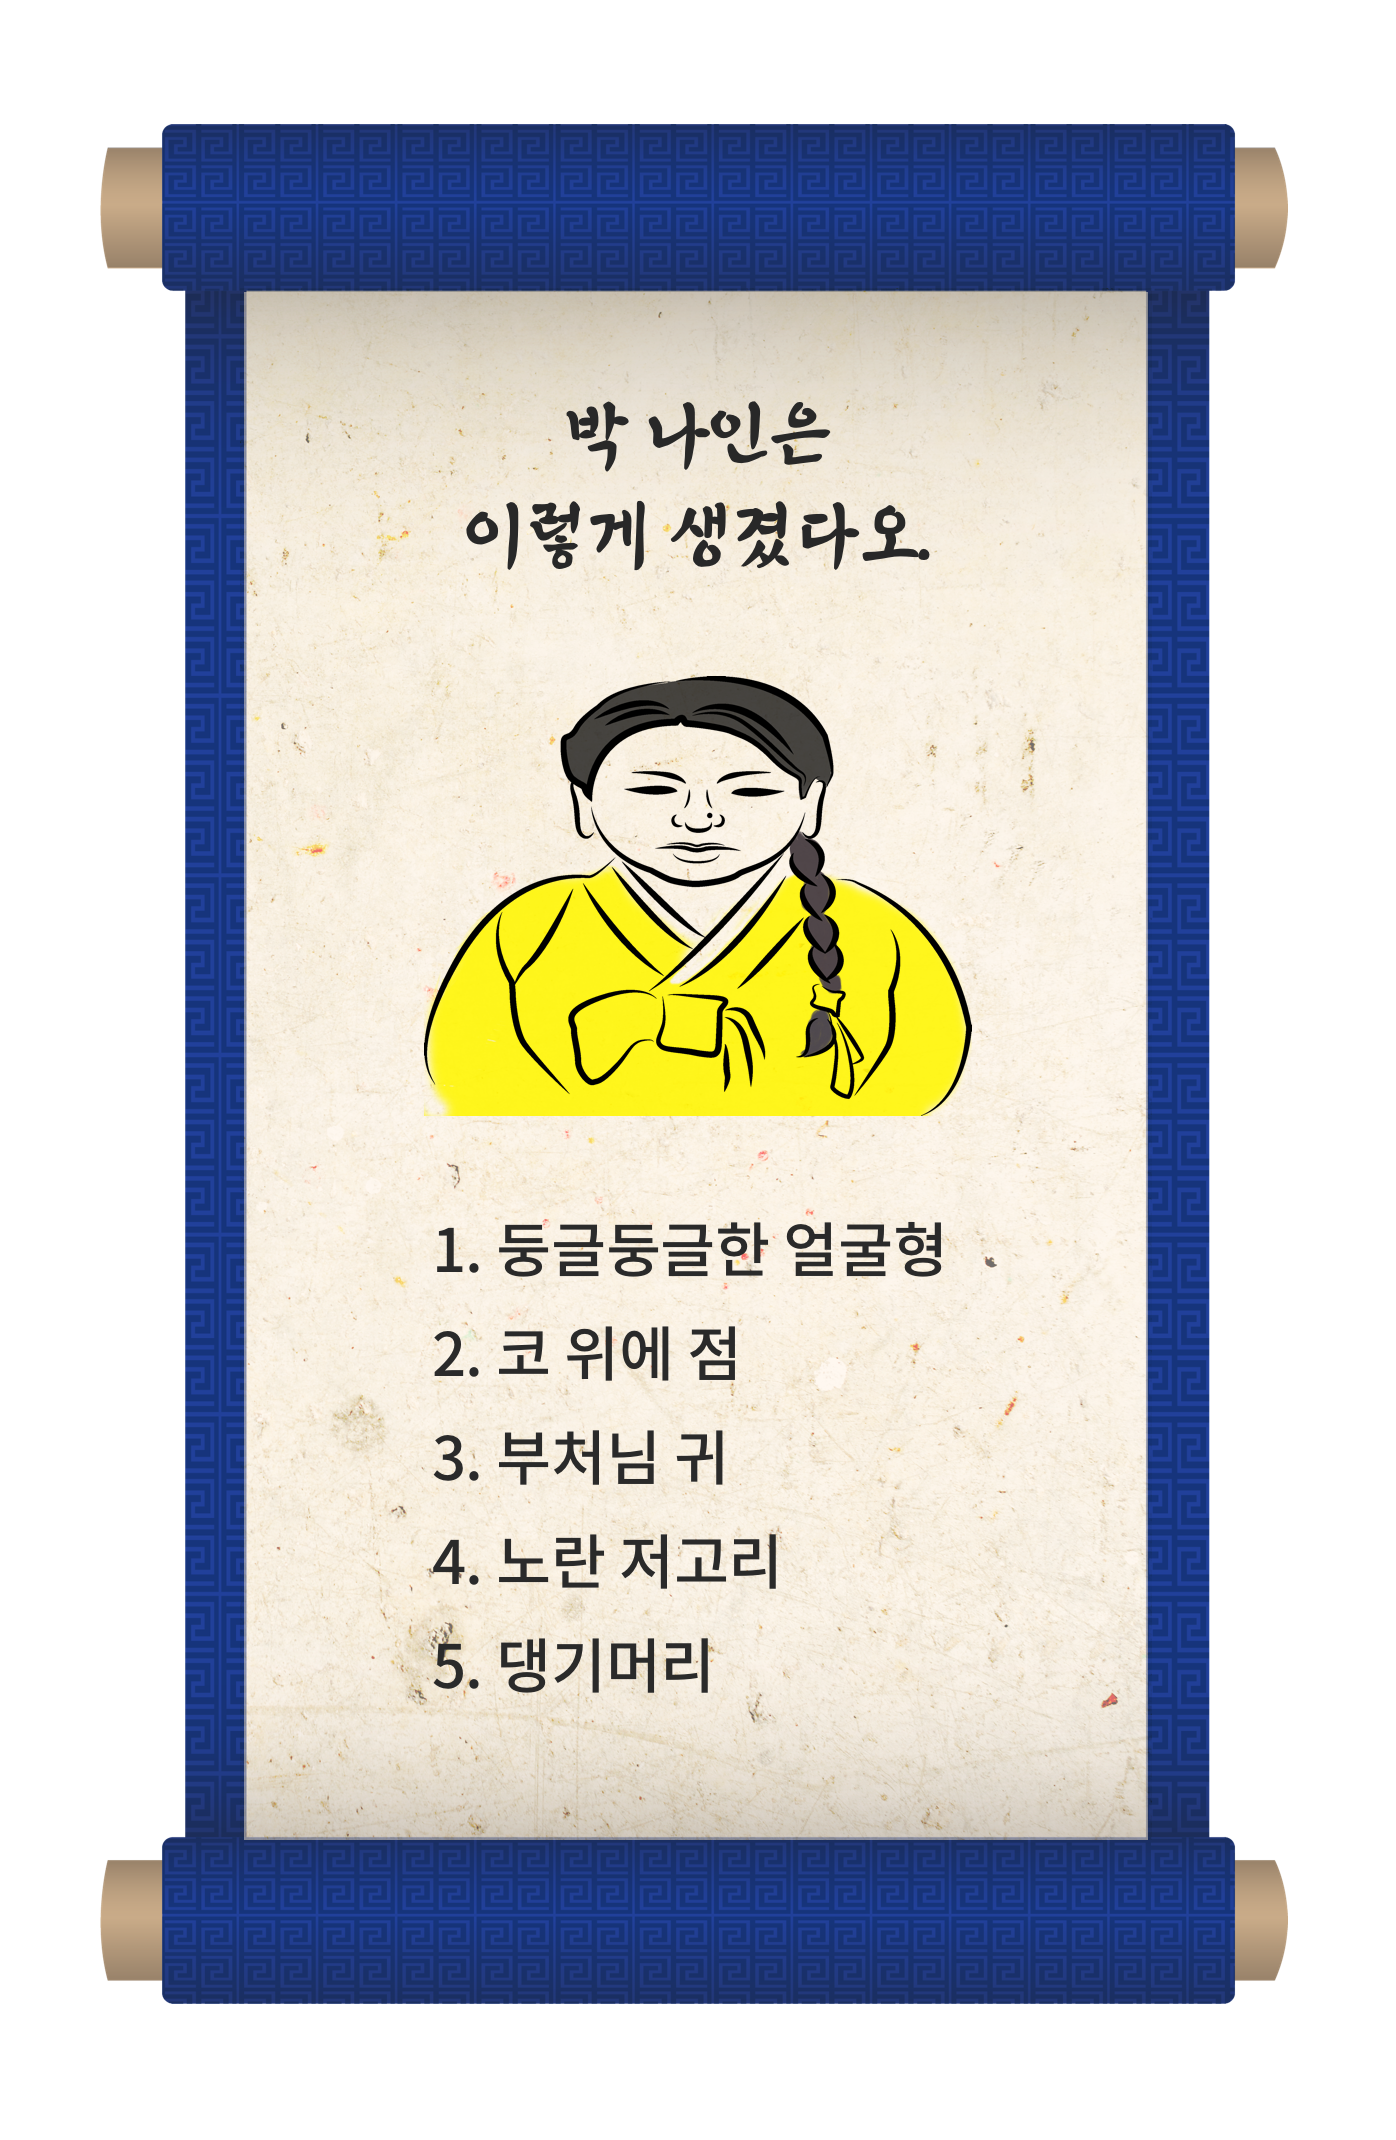 박 나인은
이렇게 생겼다오.
1. 둥글둥글한 얼굴형
2. 코 위에 점
3. 부처님 귀
4. 노란 저고리
5. 댕기머리